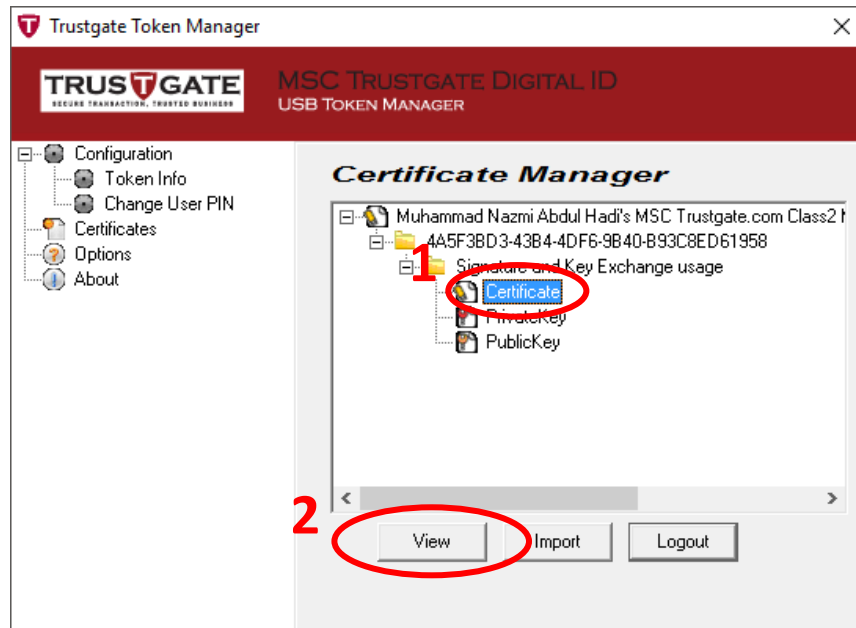 Trustgate Token Manager
TRUSTGATE
SECURE TRANSACTION, TRUSTED BUSINESS
MSC TRUSTGATE DIGITAL ID
USB TOKEN MANAGER
Configuration
Token Info
Change User PIN
Certificates
Options
About
Certificate Manager
Muhammad Nazmi Abdul Hadi's MSC Trustgate.com Class2
4A5F3BD3-43B4-4DF6-9B40-B93C8ED61958
1
Signature and Key Exchange usage
Certificate
PrivateKey
PublicKey
2
View
Import
Logout